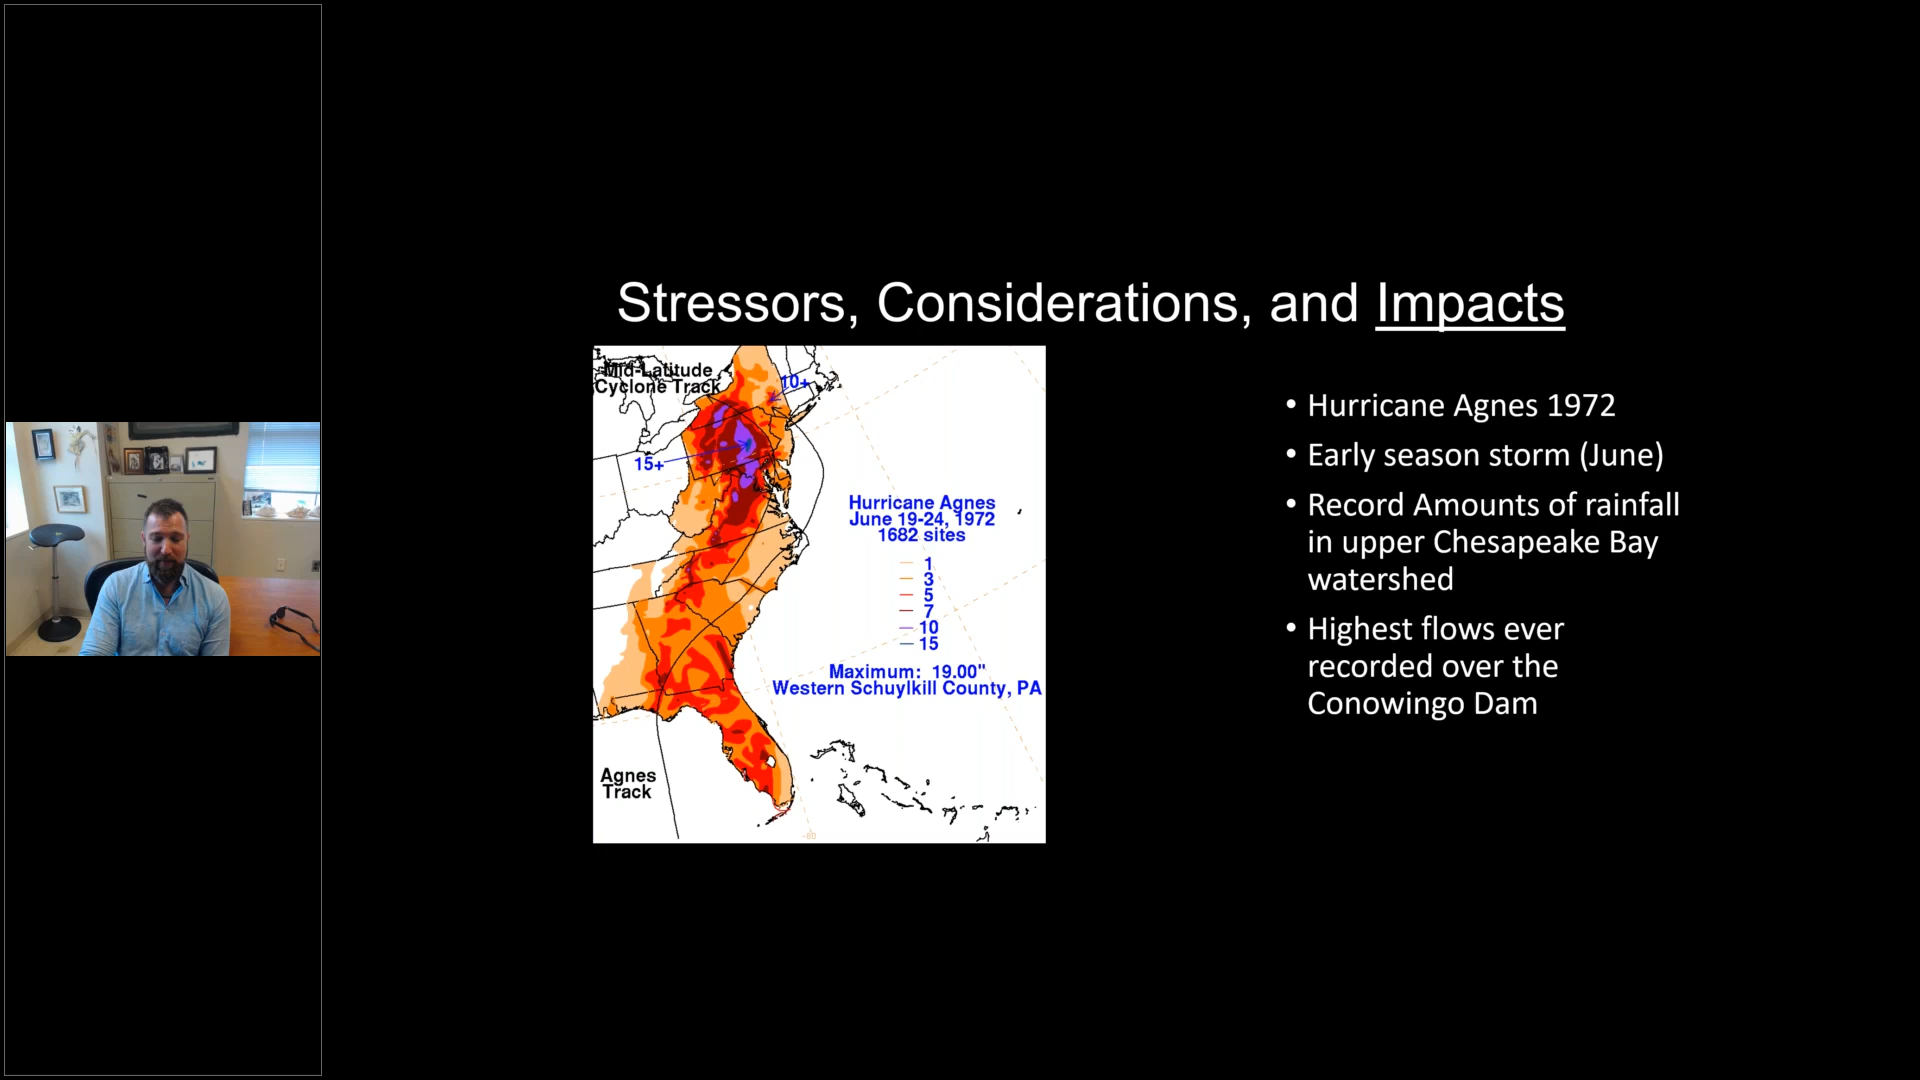 Stressors, Considerations, and Impacts
Mid-Latitude
Cyclone Track
10+
15+
Hurricane Agnes
June 19-24, 1972
1682 sites
1
3
5
7
10
15
Maximum: 19.00"
Western Schuylkill County, PA
Agnes
Track
-80
• Hurricane Agnes 1972
• Early season storm (June)
• Record Amounts of rainfall
in upper Chesapeake Bay
watershed
• Highest flows ever
recorded over the
Conowingo Dam